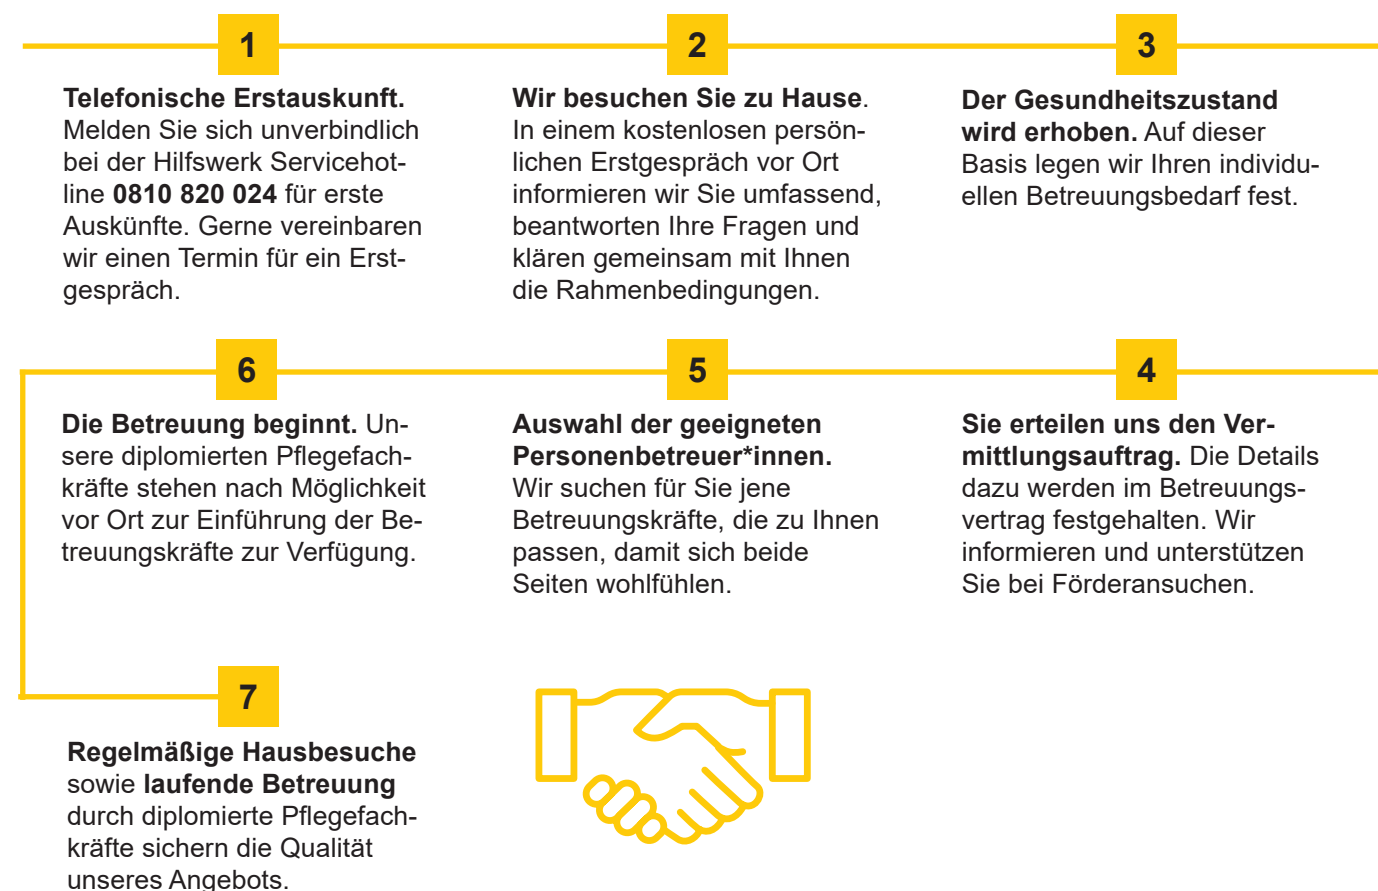 1
Telefonische Erstauskunft.
Melden Sie sich unverbindlich
bei der Hilfswerk Servicehot-
line 0810 820 024 für erste
Auskünfte. Gerne vereinbaren
wir einen Termin für ein Erst-
gespräch.
2
Wir besuchen Sie zu Hause.
In einem kostenlosen persön-
lichen Erstgespräch vor Ort
informieren wir Sie umfassend,
beantworten Ihre Fragen und
klären gemeinsam mit Ihnen
die Rahmenbedingungen.
3
Der Gesundheitszustand
wird erhoben. Auf dieser
Basis legen wir Ihren individu-
ellen Betreuungsbedarf fest.
4
Sie erteilen uns den Ver-
mittlungsauftrag. Die Details
dazu werden im Betreuungs-
vertrag festgehalten. Wir
informieren und unterstützen
Sie bei Förderansuchen.
5
Auswahl der geeigneten
Personenbetreuer*innen.
Wir suchen für Sie jene
Betreuungskräfte, die zu Ihnen
passen, damit sich beide
Seiten wohlfühlen.
6
Die Betreuung beginnt. Un-
sere diplomierten Pflegefach-
kräfte stehen nach Möglichkeit
vor Ort zur Einführung der Be-
treuungskräfte zur Verfügung.
7
Regelmäßige Hausbesuche
sowie laufende Betreuung
durch diplomierte Pflegefach-
kräfte sichern die Qualität
unseres Angebots.